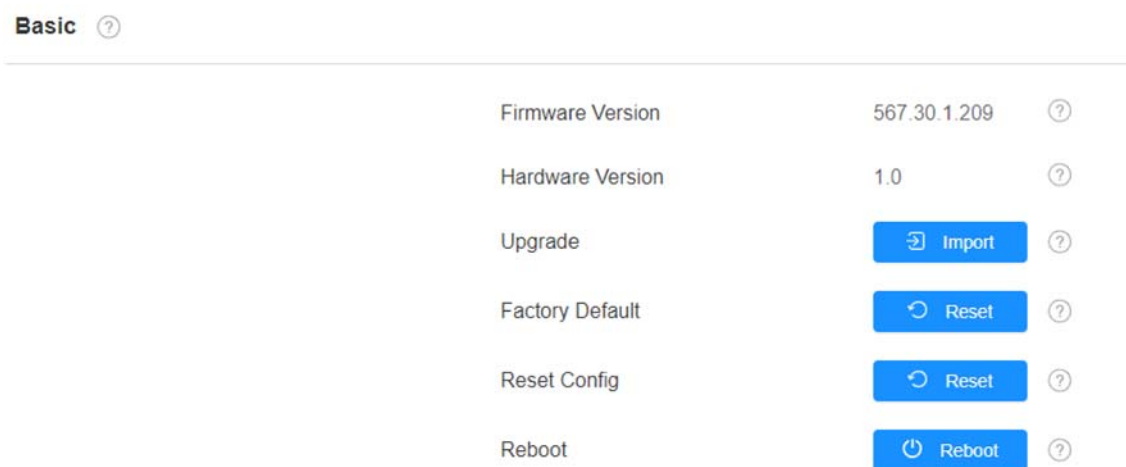 Basic ?
Firmware Version 567.30.1.209 ?
Hardware Version 1.0 ?
Upgrade Import ?
Factory Default Reset ?
Reset Config Reset ?
Reboot Reboot ?